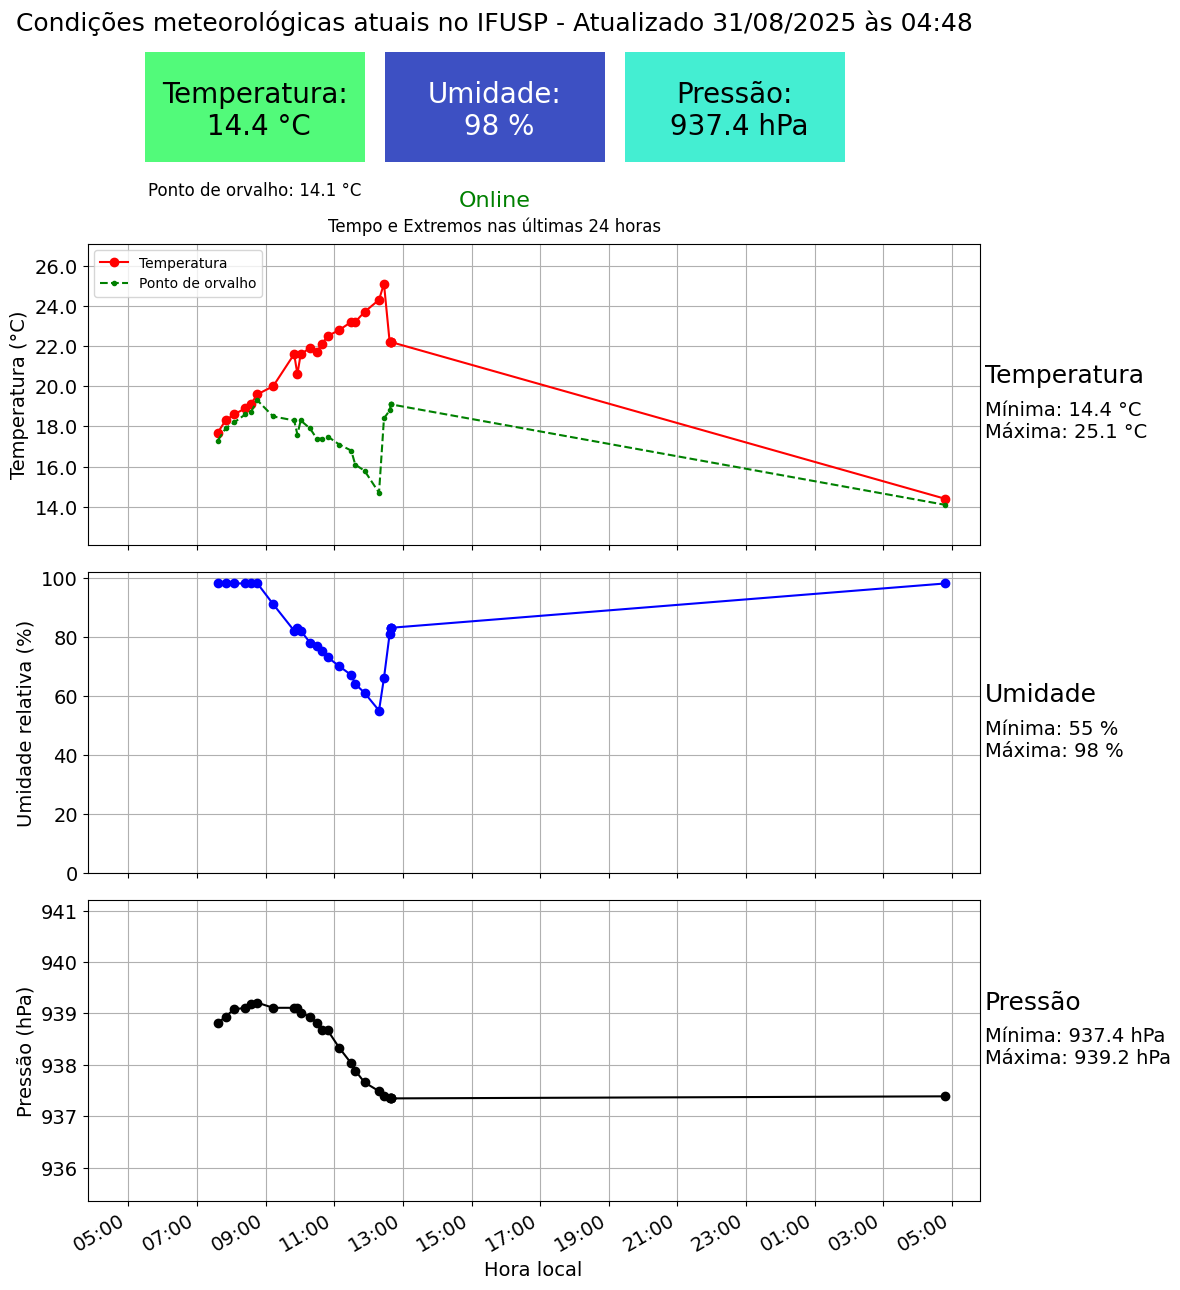 Condições meteorológicas atuais no IFUSP - Atualizado 31/08/2025 às 04:48
Temperatura:
14.4 °C
Umidade:
98 %
Pressão:
937.4 hPa
Ponto de orvalho: 14.1 °C
Online
Tempo e Extremos nas últimas 24 horas
Temperatura
Ponto de orvalho
Temperatura (°C)
26.0
24.0
22.0
20.0
18.0
16.0
14.0
Temperatura
Mínima: 14.4 °C
Máxima: 25.1 °C
Umidade relativa (%)
100
80
60
40
20
0
Umidade
Mínima: 55 %
Máxima: 98 %
Pressão (hPa)
941
940
939
938
937
936
Pressão
Mínima: 937.4 hPa
Máxima: 939.2 hPa
05:00 07:00 09:00 11:00 13:00 15:00 17:00 19:00 21:00 23:00 01:00 03:00 05:00
Hora local